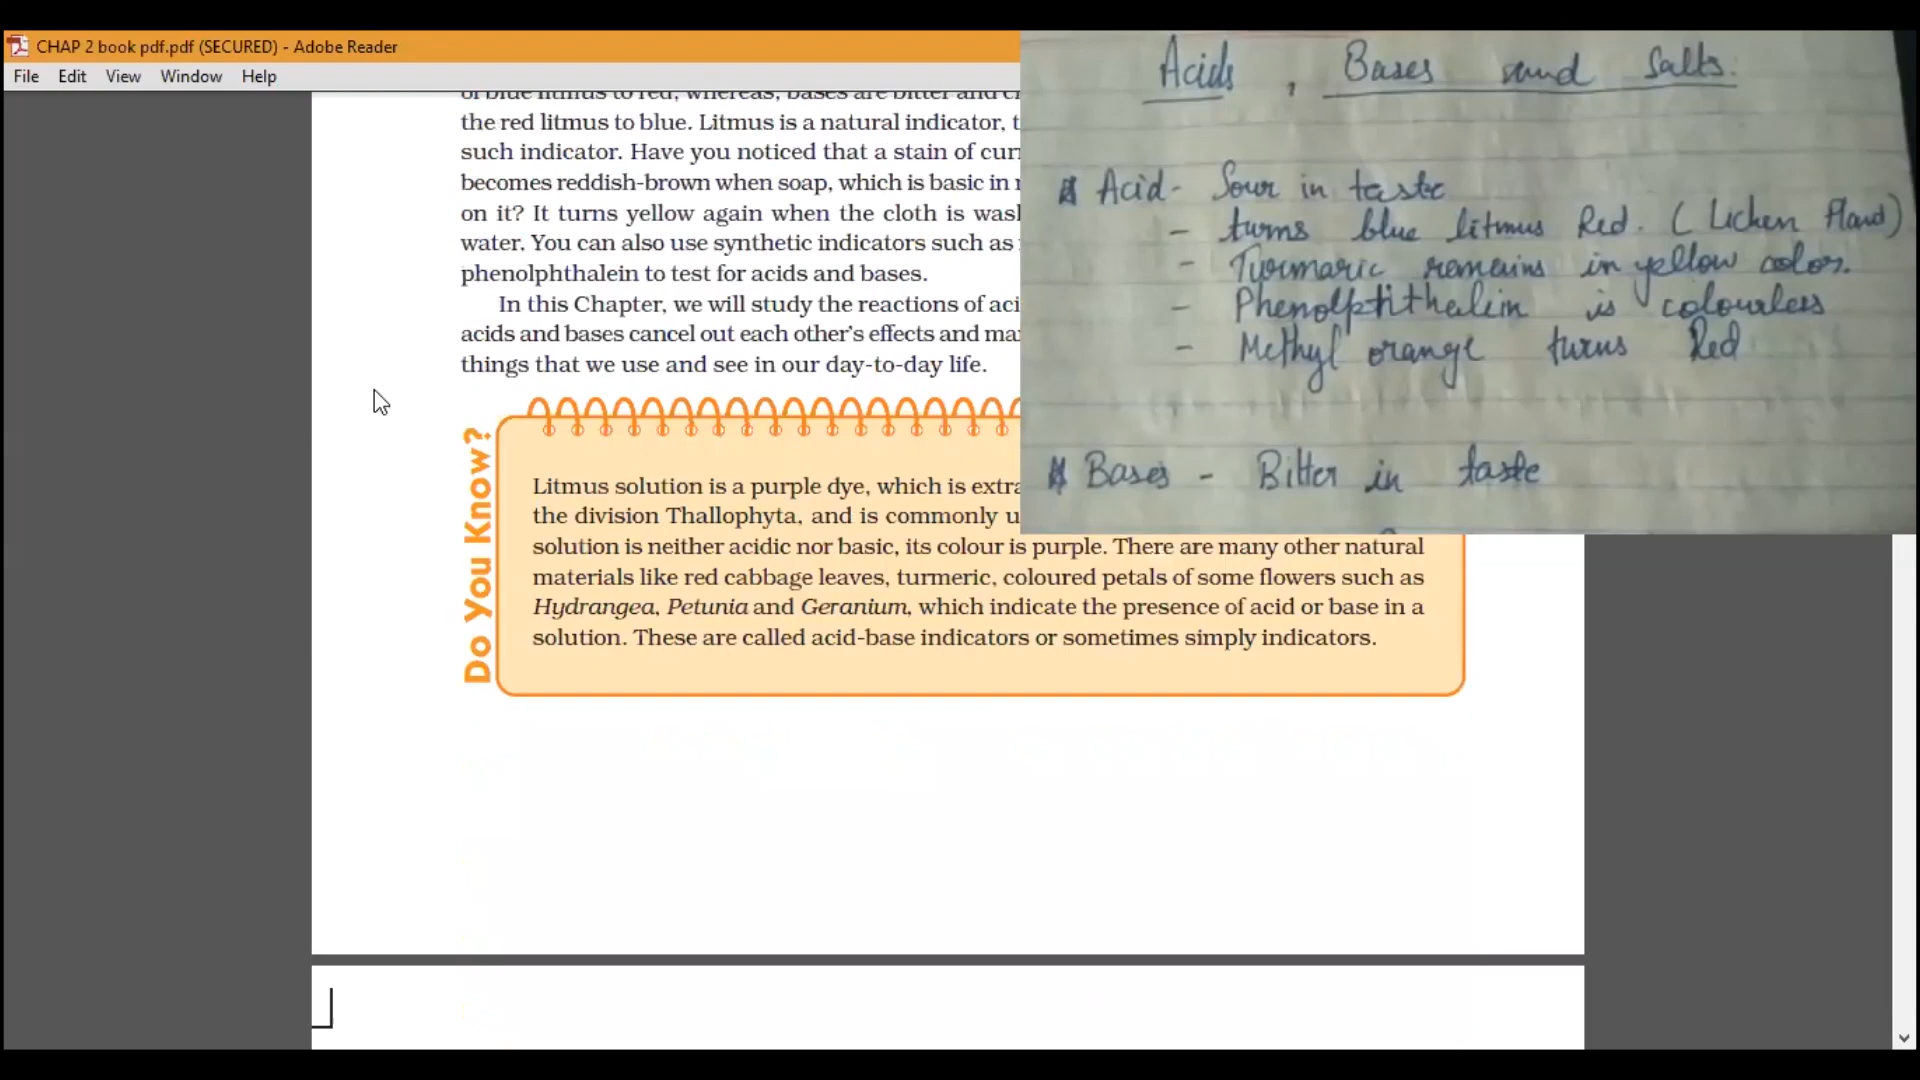 CHAP 2 book pdf.pdf (SECURED) - Adobe Reader
File Edit View Window Help
of blue litmus to red, whereas, bases are bitter and
the red litmus to blue. Litmus is a natural indicator,
such indicator. Have you noticed that a stain of
becomes reddish-brown when soap, which is basic in
on it? It turns yellow again when the cloth is
water. You can also use synthetic indicators such as
phenolphthalein to test for acids and bases.
In this Chapter, we will study the reactions of
acids and bases cancel out each other's effects and
things that we use and see in our day-to-day life.
Do You Know?
Litmus solution is a purple dye, which is
the division Thallophyta, and is commonly
solution is neither acidic nor basic, its colour is purple. There are many other natural
materials like red cabbage leaves, turmeric, coloured petals of some flowers such as
Hydrangea, Petunia and Geranium, which indicate the presence of acid or base in a
solution. These are called acid-base indicators or sometimes simply indicators.
Acids, Bases and Salts.
Acid- Sour in taste
- turns blue litmus Red. (Lichen
- Turmaric remains in yellow color.
- is colourless
- Methyl orange turns Red
Bases - Bitter in taste